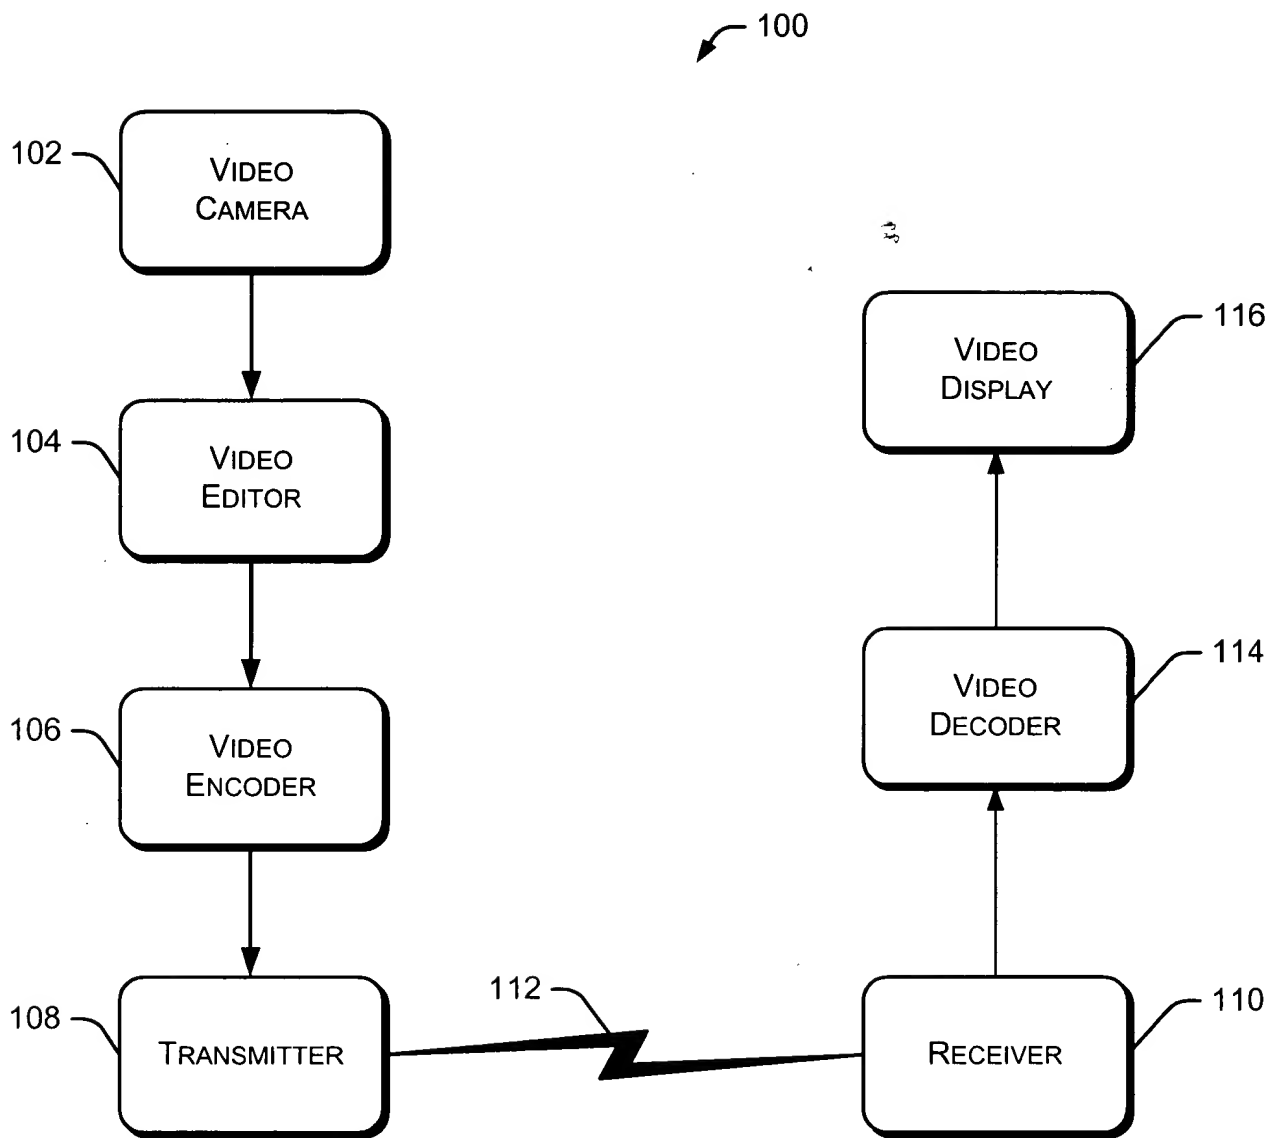 100
102
VIDEO
CAMERA
116
VIDEO
DISPLAY
104
VIDEO
EDITOR
114
VIDEO
DECODER
106
VIDEO
ENCODER
112
110
108
TRANSMITTER
RECEIVER